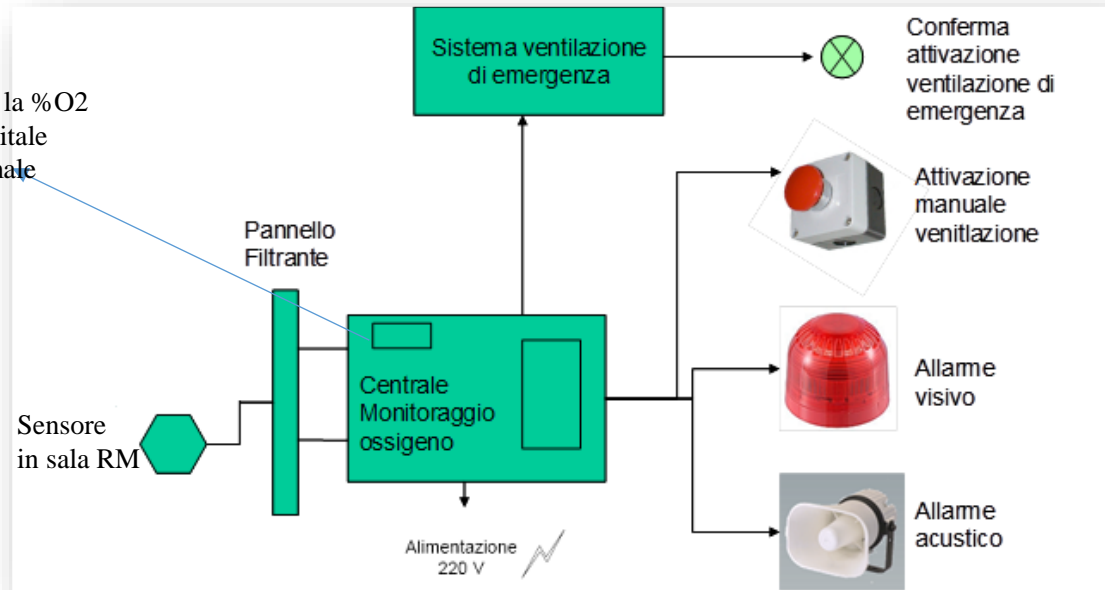 Sistema ventilazione
di emergenza
Conferma
attivazione
ventilazione di
emergenza
la %O2
itale
nale
Attivazione
manuale
venitlazione
Pannello
Filtrante
Centrale
Monitoraggio
ossigeno
Allarme
visivo
Sensore
in sala RM
Allarme
acustico
Alimentazione
220 V